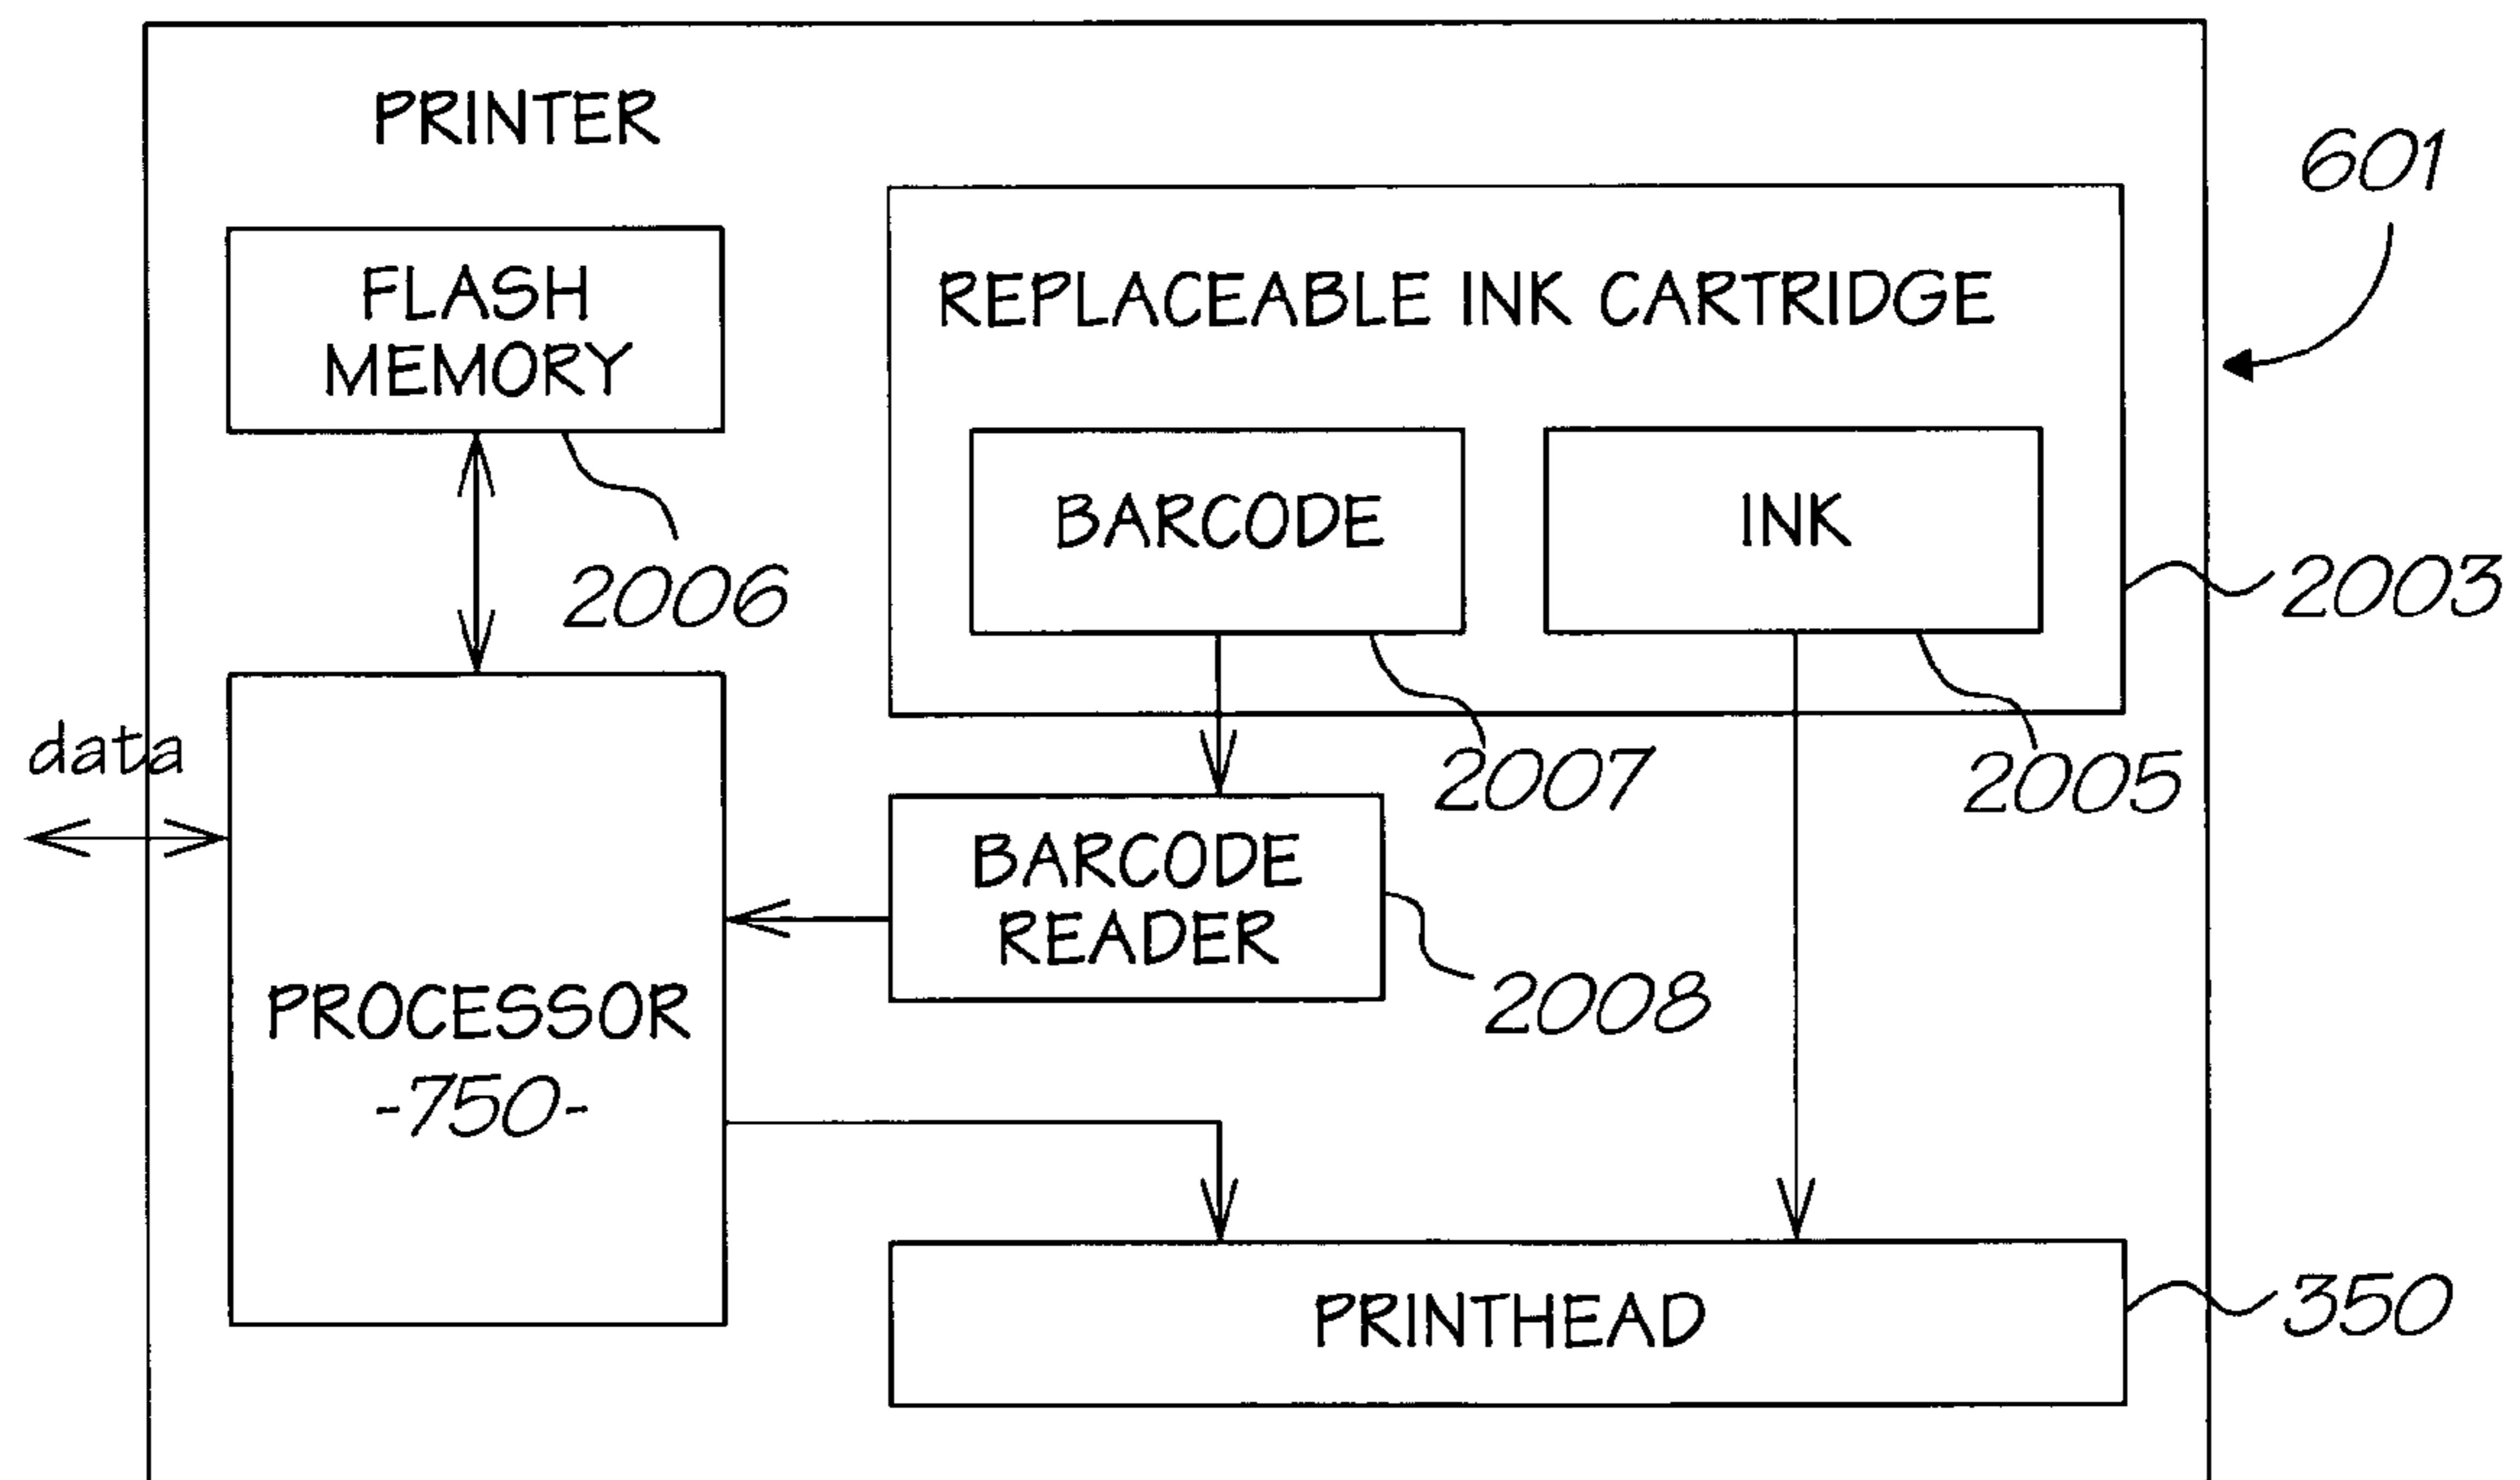 PRINTER
601
FLASH
MEMORY
REPLACEABLE INK CARTRIDGE
BARCODE
INK
2006
2003
data
2007
2005
BARCODE
READER
2008
PROCESSOR
-750-
PRINTHEAD
350